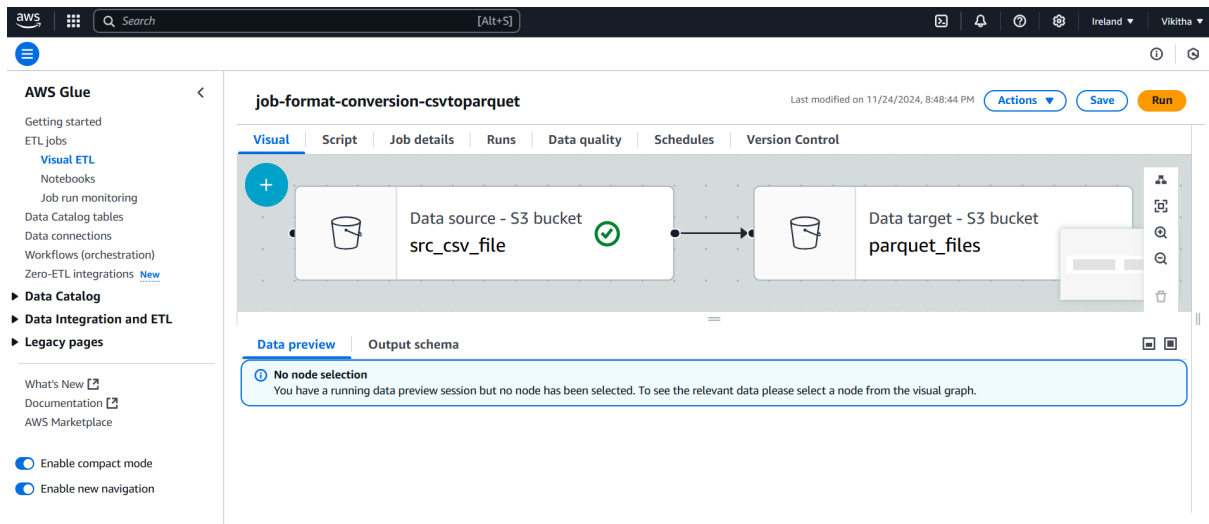 aws
Search [Alt+S]
Ireland ▼ Vikitha ▼
AWS Glue
Getting started
ETL jobs
Visual ETL
Notebooks
Job run monitoring
Data Catalog tables
Data connections
Workflows (orchestration)
Zero-ETL integrations New
Data Catalog
Data Integration and ETL
Legacy pages
What's New
Documentation
AWS Marketplace
Enable compact mode
Enable new navigation
job-format-conversion-csvtoparquet
Last modified on 11/24/2024, 8:48:44 PM Actions ▼ Save Run
Visual Script Job details Runs Data quality Schedules Version Control
Data source - S3 bucket
src_csv_file
Data target - S3 bucket
parquet_files
Data preview Output schema
No node selection
You have a running data preview session but no node has been selected. To see the relevant data please select a node from the visual graph.